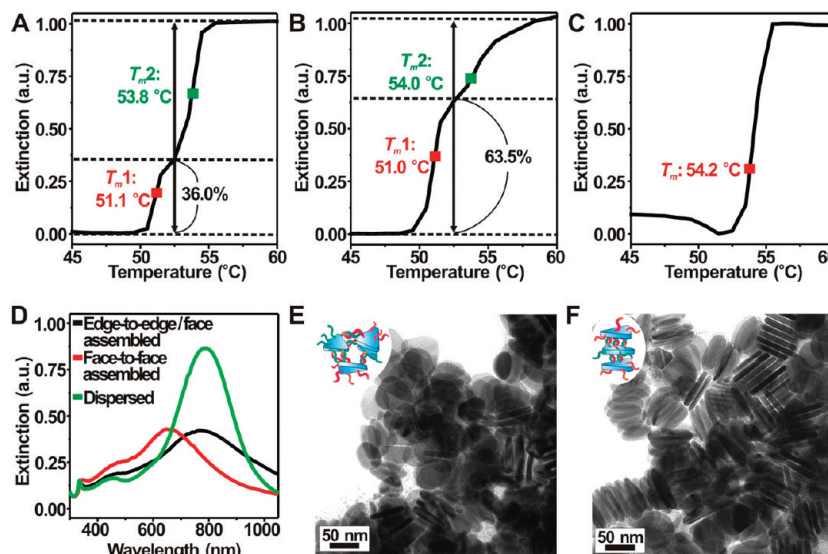 A
Extinction (a.u.)
1.00
0.75
0.50
0.25
0.00
Tm2:
53.8 °C
Tm1:
51.1 °C
36.0%
45
50
55
60
Temperature (°C)
B
Extinction (a.u.)
1.00
0.75
0.50
0.25
0.00
Tm2:
54.0 °C
Tm1:
51.0 °C
63.5%
45
50
55
60
Temperature (°C)
C
Extinction (a.u.)
1.00
0.75
0.50
0.25
0.00
Tm: 54.2 °C
45
50
55
60
Temperature (°C)
D
Extinction (a.u.)
1.00
0.75
0.50
0.25
0.00
Edge-to-edge/face
assembled
Face-to-face
assembled
Dispersed
400
600
800
1000
Wavelength (nm)
E
50 nm
F
50 nm